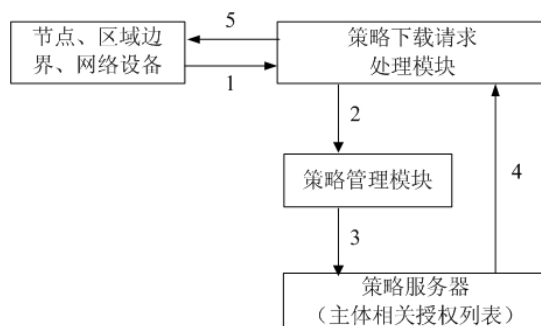 节点、区域边
界、网络设备
5
1
策略下载请求
处理模块
2
策略管理模块
4
3
策略服务器
（主体相关授权列表）